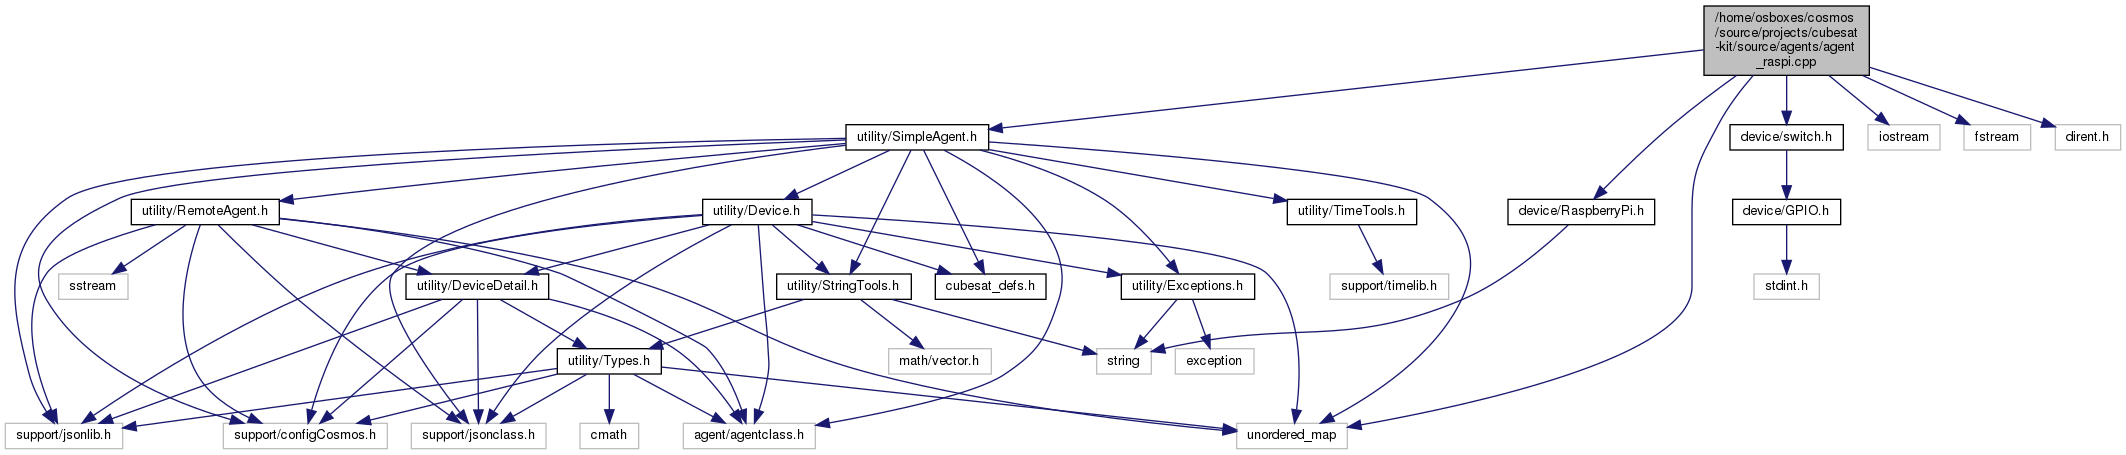 /home/osboxes/cosmos
/source/projects/cubesat
-kit/source/agents/agent
_raspi.cpp
utility/SimpleAgent.h
device/switch.h
iostream
fstream
dirent.h
utility/RemoteAgent.h
utility/Device.h
utility/TimeTools.h
device/RaspberryPi.h
device/GPIO.h
sstream
utility/DeviceDetail.h
utility/StringTools.h
cubesat_defs.h
utility/Exceptions.h
support/timelib.h
stdint.h
utility/Types.h
math/vector.h
string
exception
support/jsonlib.h
support/configCosmos.h
support/jsonclass.h
cmath
agent/agentclass.h
unordered_map